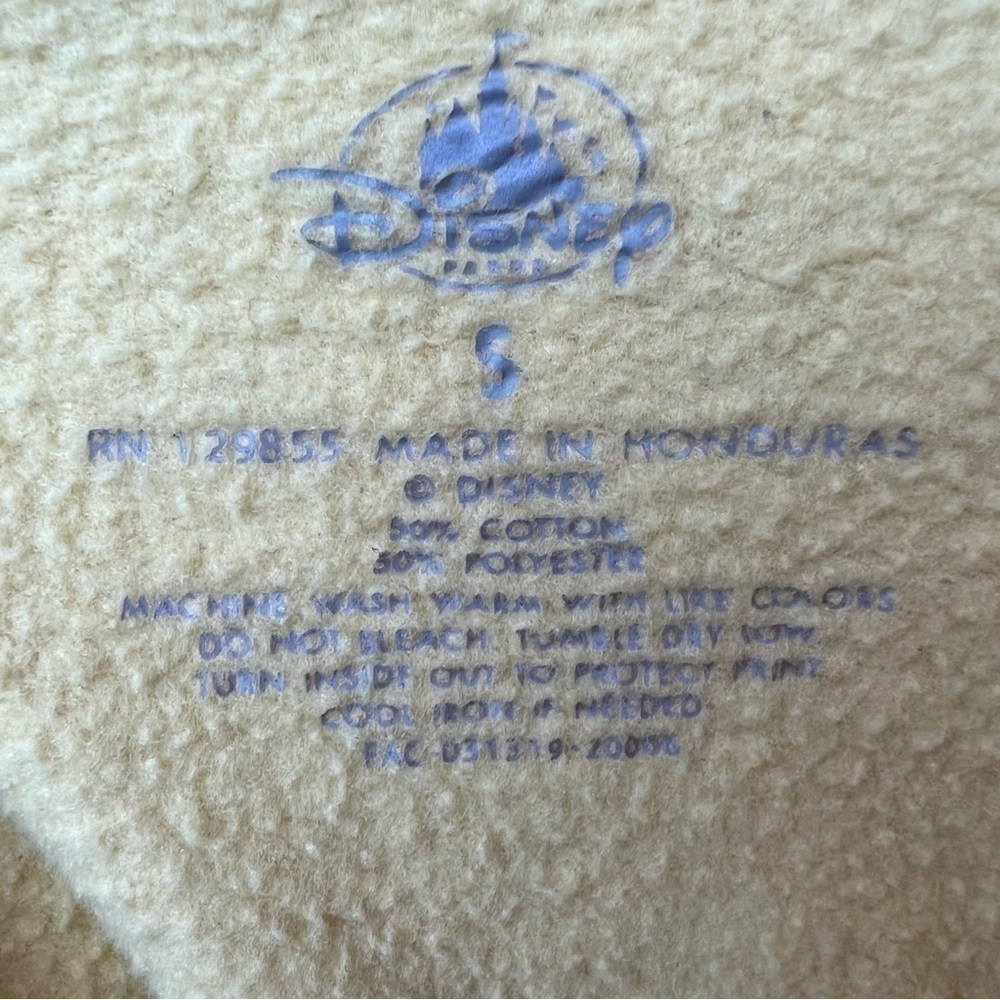 Disney
PARKS
S
RN 129855 MADE IN HONDURAS
© DISNEY
50% COTTON
50% POLYESTER
MACHINE WASH WARM WITH LIKE COLORS
DO NOT BLEACH. TUMBLE DRY LOW
TURN INSIDE OUT TO PROTECT PRINT
COOL IRON IF NEEDED